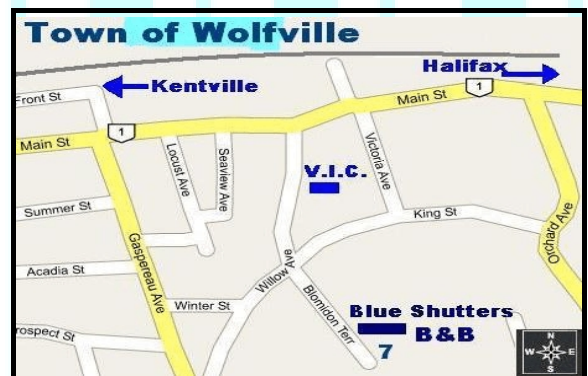 Town of Wolfville
Halifax
Kentville
Front St
Main St
1
1
Main St
Locust Ave
Seaview Ave
Victoria Ave
V.I.C.
Summer St
King St
Orchard Ave
Gaspereau Ave
Willow Ave
Acadia St
Blomidon Terr
Winter St
Blue Shutters
B&B
7
rospect St
N
W E
S